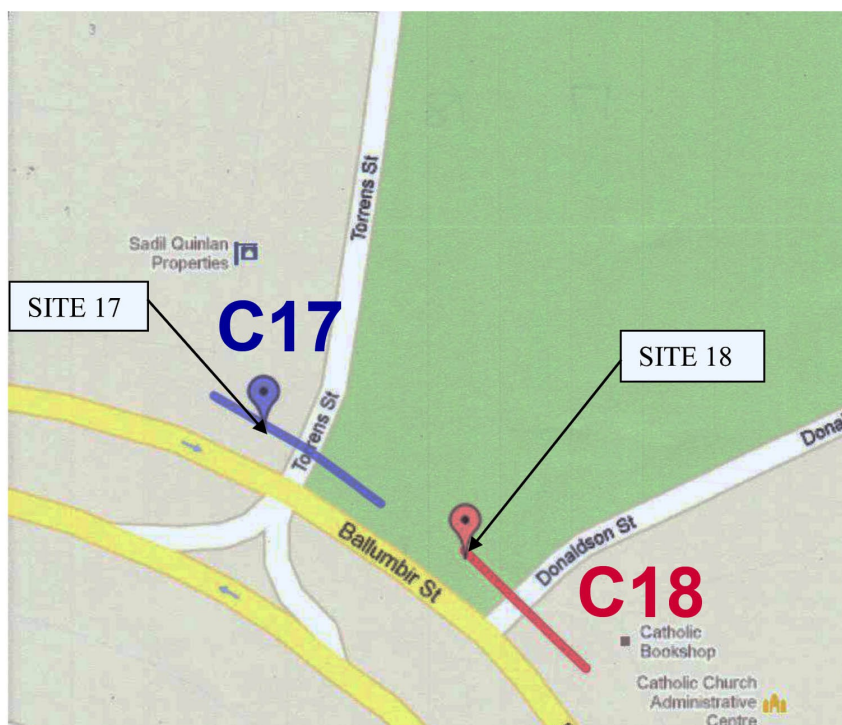 3
Torrens St
Sadil Quinlan
Properties
SITE 17
C17
SITE 18
Torrens St
Donal
Ballumbir St
Donaldson St
C18
Catholic
Bookshop
Catholic Church
Administrative
Centre